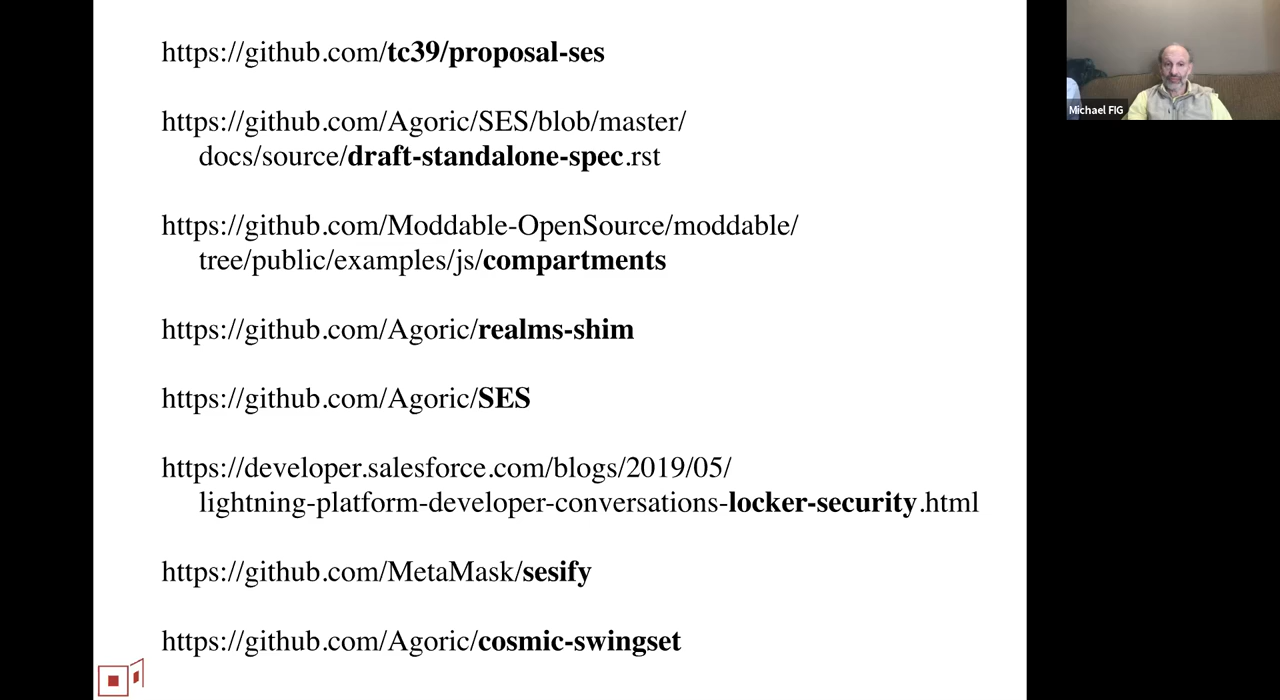 https://github.com/tc39/proposal-ses
https://github.com/Agoric/SES/blob/master/
docs/source/draft-standalone-spec.rst
https://github.com/Moddable-OpenSource/moddable/
tree/public/examples/js/compartments
https://github.com/Agoric/realms-shim
https://github.com/Agoric/SES
https://developer.salesforce.com/blogs/2019/05/
lightning-platform-developer-conversations-locker-security.html
https://github.com/MetaMask/sesify
https://github.com/Agoric/cosmic-swingset
Michael FIG